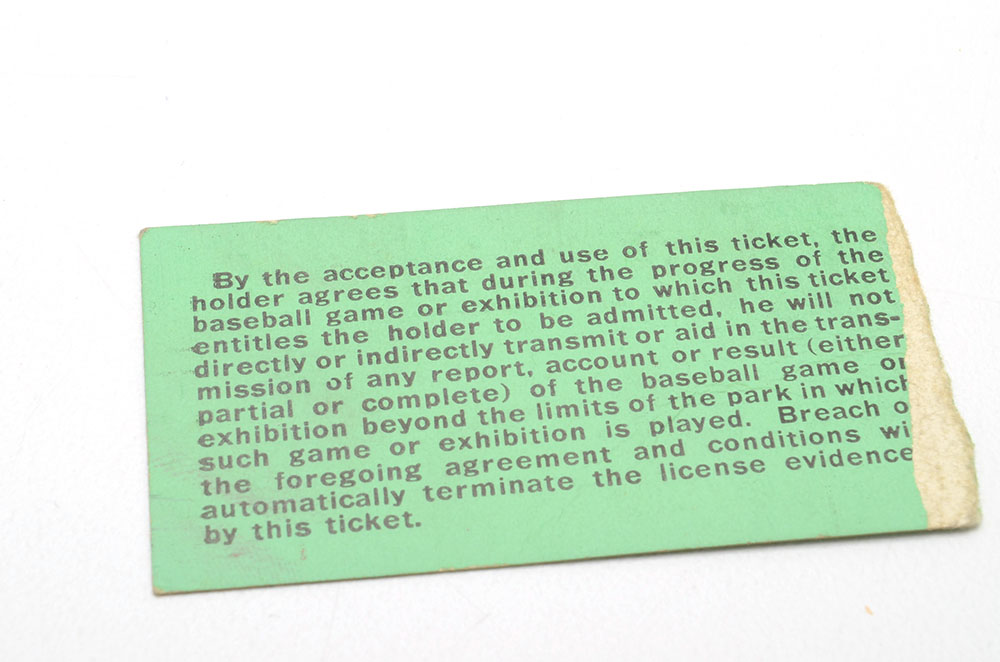 By the acceptance and use of this ticket, the
holder agrees that during the progress of the
baseball game or exhibition to which this ticket
entitles the holder to be admitted, he will not
directly or indirectly transmit or aid in the trans-
mission of any report, account or result (either
partial or complete) of the baseball game or
exhibition beyond the limits of the park in which
such game or exhibition is played. Breach o
the foregoing agreement and conditions wi
automatically terminate the license evidence
by this ticket.